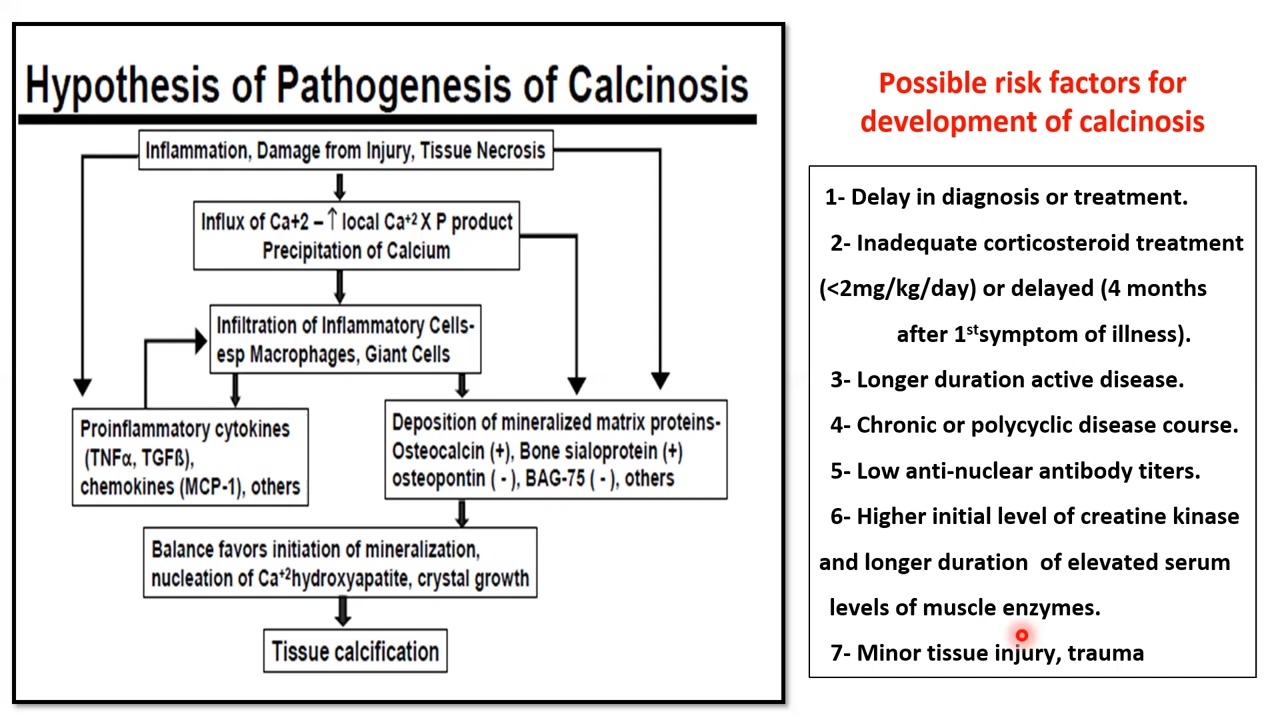 Hypothesis of Pathogenesis of Calcinosis
Inflammation, Damage from Injury, Tissue Necrosis
Influx of Ca+2 – ↑ local Ca⁺² X P product
Precipitation of Calcium
Infiltration of Inflammatory Cells-
esp Macrophages, Giant Cells
Proinflammatory cytokines
(TNFα, TGFß),
chemokines (MCP-1), others
Deposition of mineralized matrix proteins-
Osteocalcin (+), Bone sialoprotein (+)
osteopontin ( - ), BAG-75 ( - ), others
Balance favors initiation of mineralization,
nucleation of Ca⁺²hydroxyapatite, crystal growth
Tissue calcification
Possible risk factors for
development of calcinosis
1- Delay in diagnosis or treatment.
2- Inadequate corticosteroid treatment
(<2mg/kg/day) or delayed (4 months
after 1ˢᵗsymptom of illness).
3- Longer duration active disease.
4- Chronic or polycyclic disease course.
5- Low anti-nuclear antibody titers.
6- Higher initial level of creatine kinase
and longer duration of elevated serum
levels of muscle enzymes.
7- Minor tissue injury, trauma